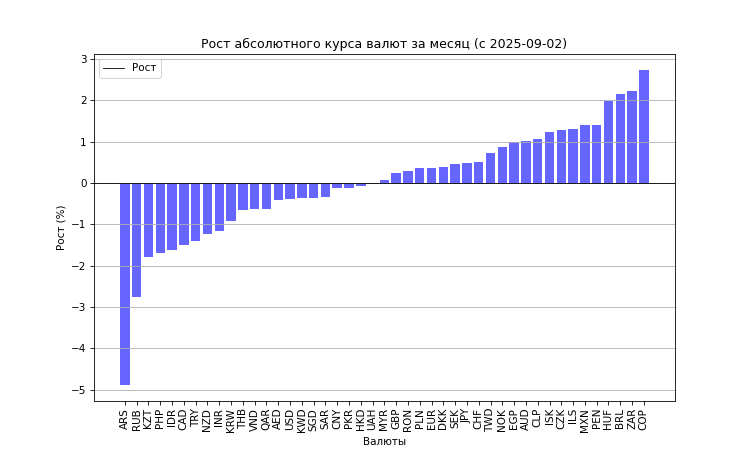 Рост абсолютного курса валют за месяц (с 2025-09-02)
Рост
3
2
1
0
−1
−2
−3
−4
−5
Рост (%)
ARS
RUB
KZT
PHP
IDR
CAD
TRY
NZD
INR
KRW
THB
VND
QAR
AED
USD
KWD
SGD
SAR
CNY
PKR
HKD
UAH
MYR
GBP
RON
PLN
EUR
DKK
SEK
JPY
CHF
TWD
NOK
EGP
AUD
CLP
ISK
CZK
ILS
MXN
PEN
HUF
BRL
ZAR
COP
Валюты